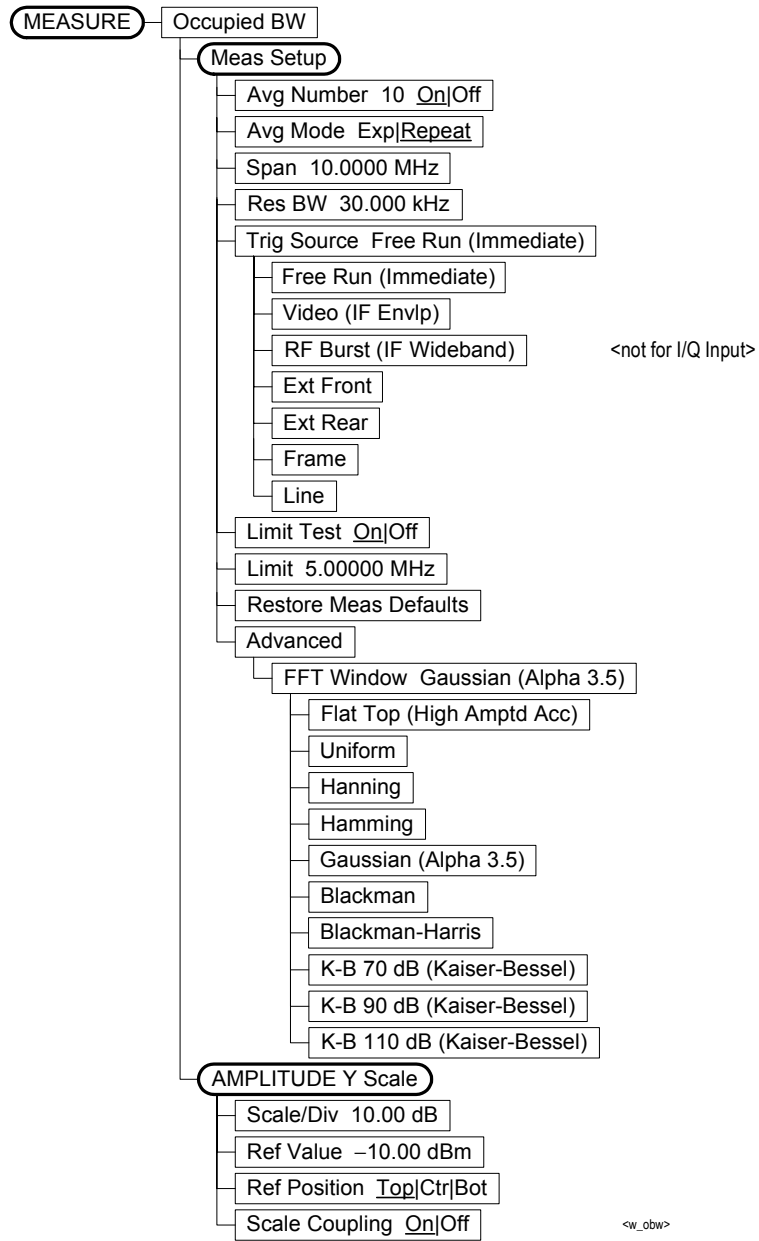 MEASURE Occupied BW
Meas Setup
Avg Number 10 On|Off
Avg Mode Exp|Repeat
Span 10.0000 MHz
Res BW 30.000 kHz
Trig Source Free Run (Immediate)
Free Run (Immediate)
Video (IF Envlp)
RF Burst (IF Wideband) <not for I/Q Input>
Ext Front
Ext Rear
Frame
Line
Limit Test On|Off
Limit 5.00000 MHz
Restore Meas Defaults
Advanced
FFT Window Gaussian (Alpha 3.5)
Flat Top (High Amptd Acc)
Uniform
Hanning
Hamming
Gaussian (Alpha 3.5)
Blackman
Blackman-Harris
K-B 70 dB (Kaiser-Bessel)
K-B 90 dB (Kaiser-Bessel)
K-B 110 dB (Kaiser-Bessel)
AMPLITUDE Y Scale
Scale/Div 10.00 dB
Ref Value –10.00 dBm
Ref Position Top|Ctr|Bot
Scale Coupling On|Off <w_obw>